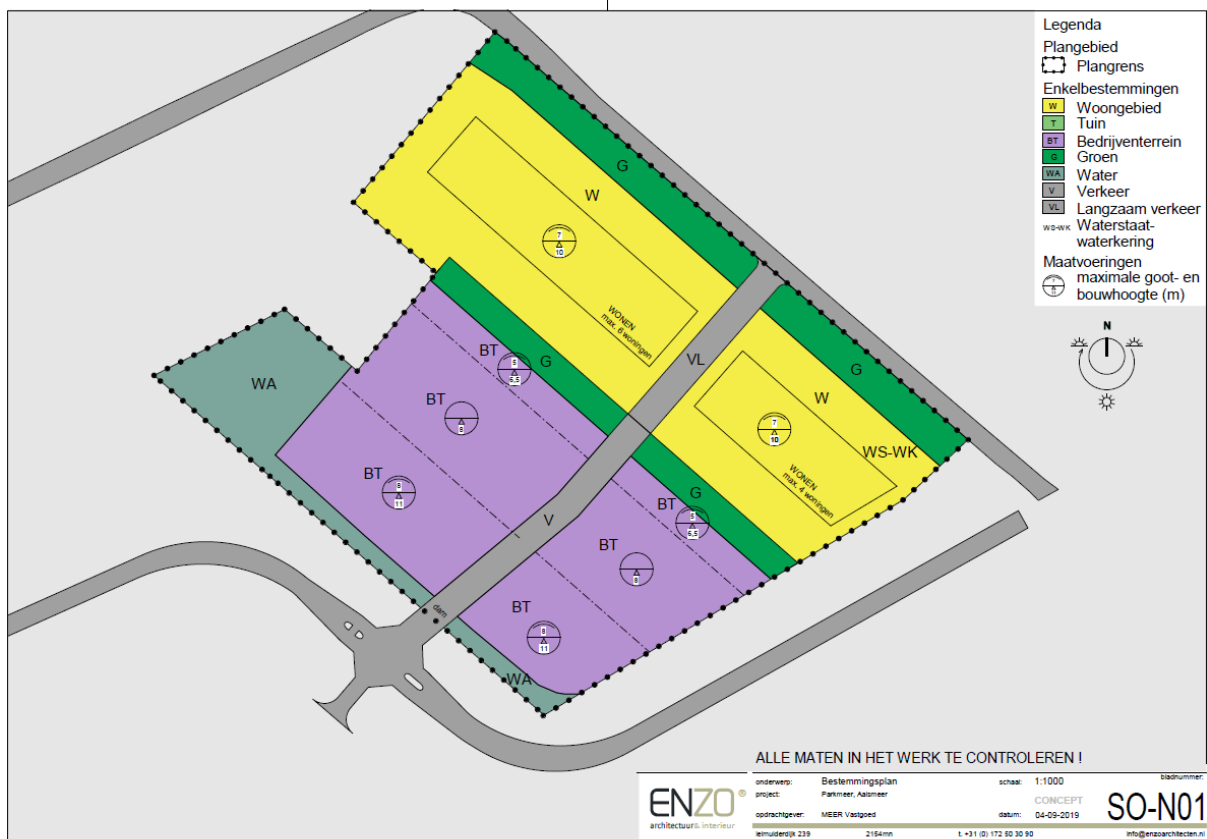 Legenda
Plangebied
Plangrens
Enkelbestemmingen
W Woongebied
T Tuin
BT Bedrijventerrein
G Groen
WA Water
V Verkeer
VL Langzaam verkeer
WS-WK Waterstaat-
waterkering
Maatvoeringen
maximale goot- en
bouwhoogte (m)
N
G
W
7
10
WONEN
max. 6 woningen
VL
G
W
7
10
WS-WK
WONEN
max. 4 woningen
BT
5
6,5
G
BT
8
WA
BT
8
11
V
G
BT
5
6,5
BT
8
BT
8
11
dam
WA
ALLE MATEN IN HET WERK TE CONTROLEREN !
ENZO®
architectuur & interieur
onderwerp: Bestemmingsplan schaal: 1:1000 bladnummer:
project: Parkmeer, Aalsmeer CONCEPT SO-N01
opdrachtgever: MEER Vastgoed datum: 04-09-2019
leimuiderdijk 239 2154mn t. +31 (0) 172 50 30 90 info@enzoarchitecten.nl